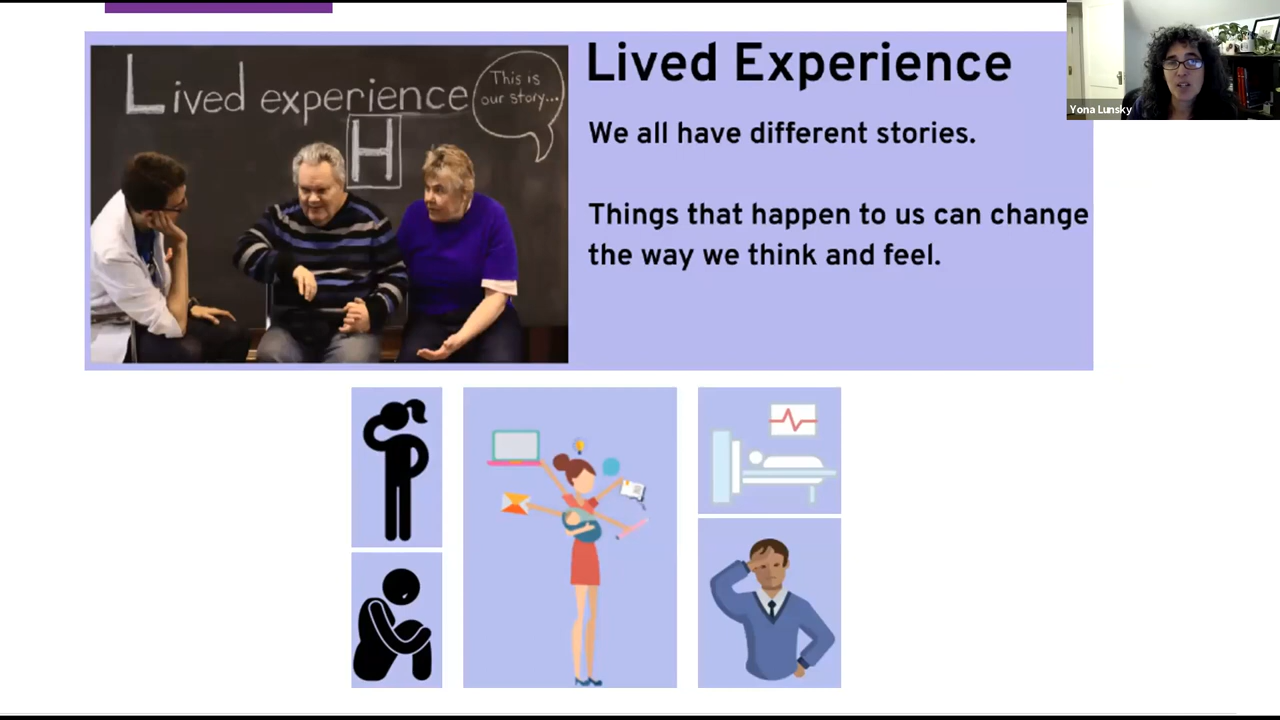 Lived experience
This is
our story...
H
Lived Experience
We all have different stories.
Things that happen to us can change
the way we think and feel.
Yona Lunsky